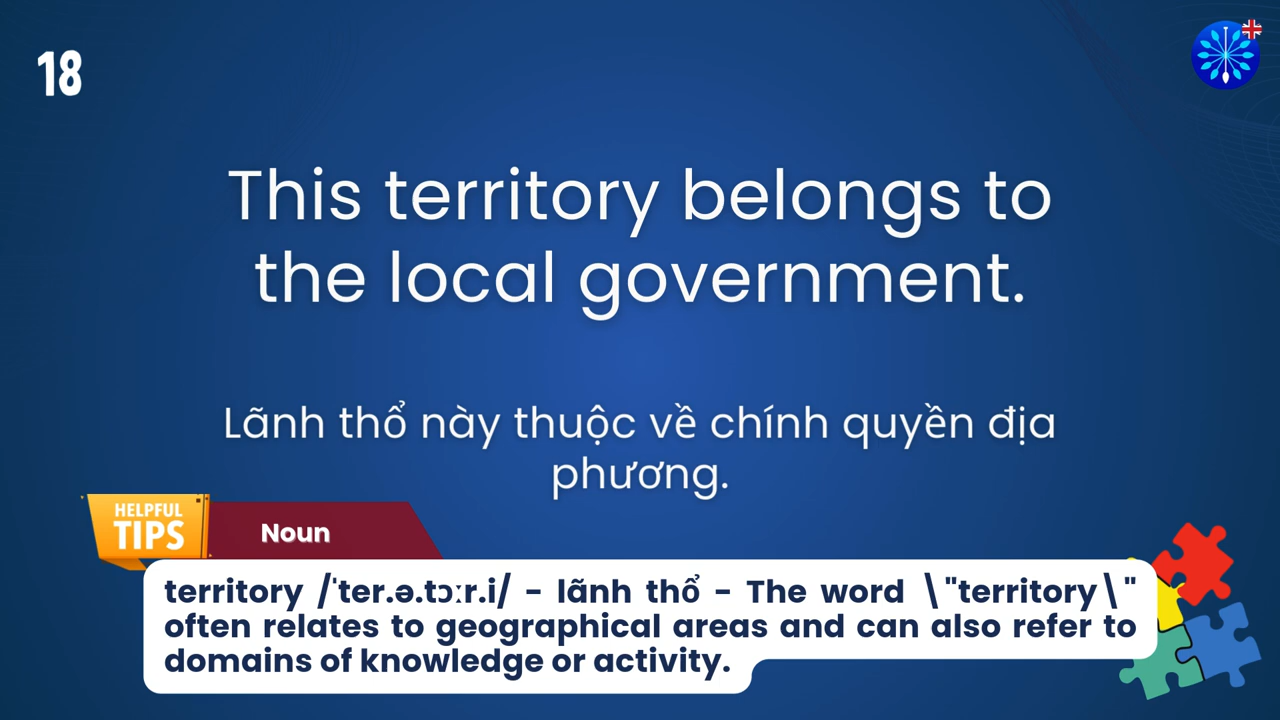 18
This territory belongs to
the local government.
Lãnh thổ này thuộc về chính quyền địa
phương.
HELPFUL
TIPS
Noun
territory /ˈter.ə.tɔːr.i/ - lãnh thổ - The word \"territory\"
often relates to geographical areas and can also refer to
domains of knowledge or activity.